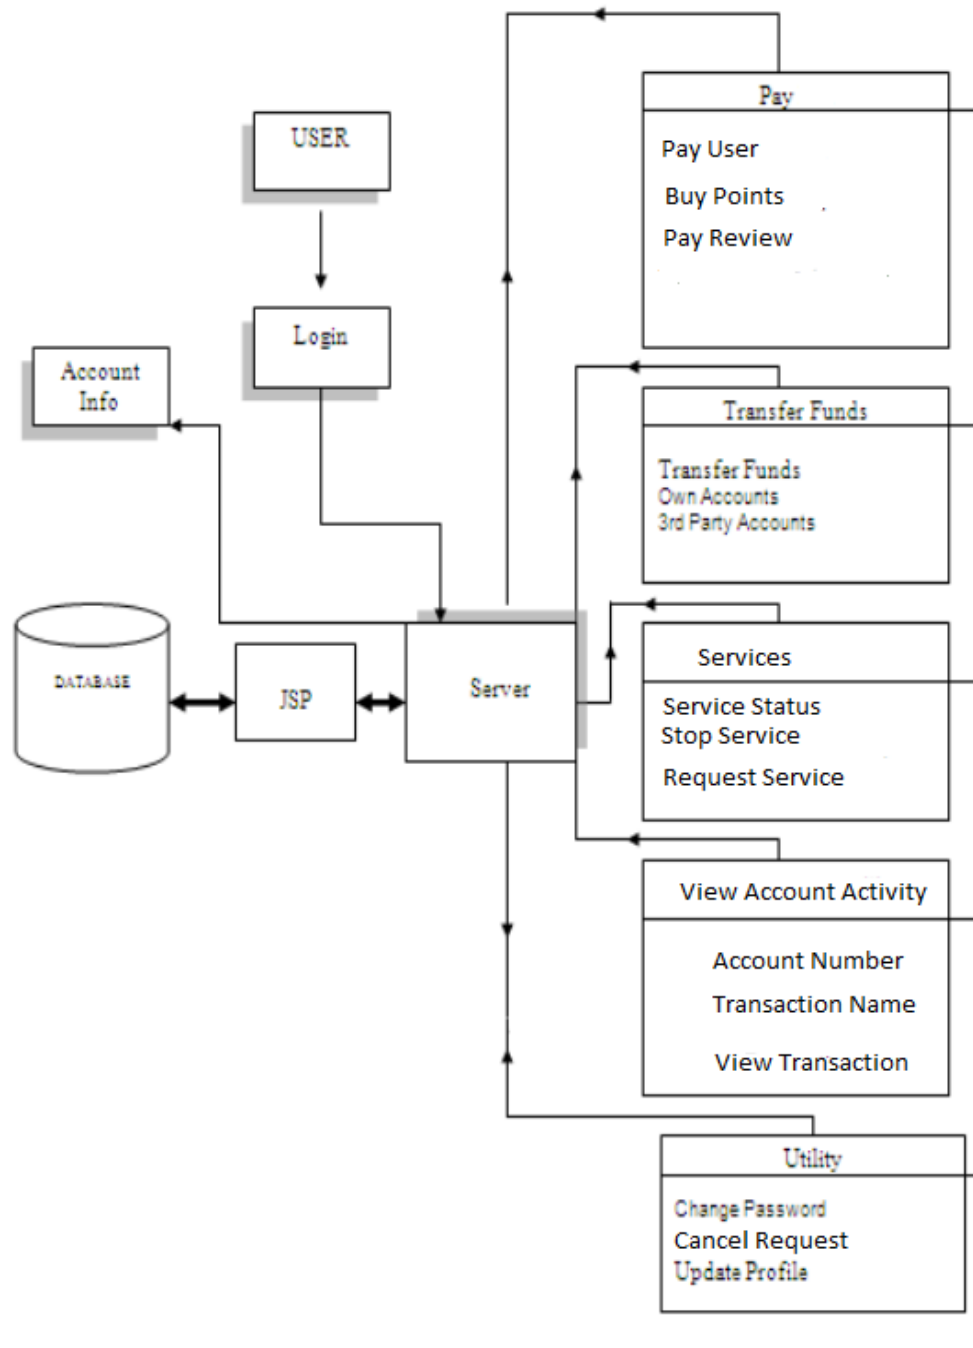 Pay
Pay User
Buy Points
Pay Review
USER
Login
Account
Info
Transfer Funds
Transfer Funds
Own Accounts
3rd Party Accounts
DATABASE
JSP
Server
Services
Service Status
Stop Service
Request Service
View Account Activity
Account Number
Transaction Name
View Transaction
Utility
Change Password
Cancel Request
Update Profile